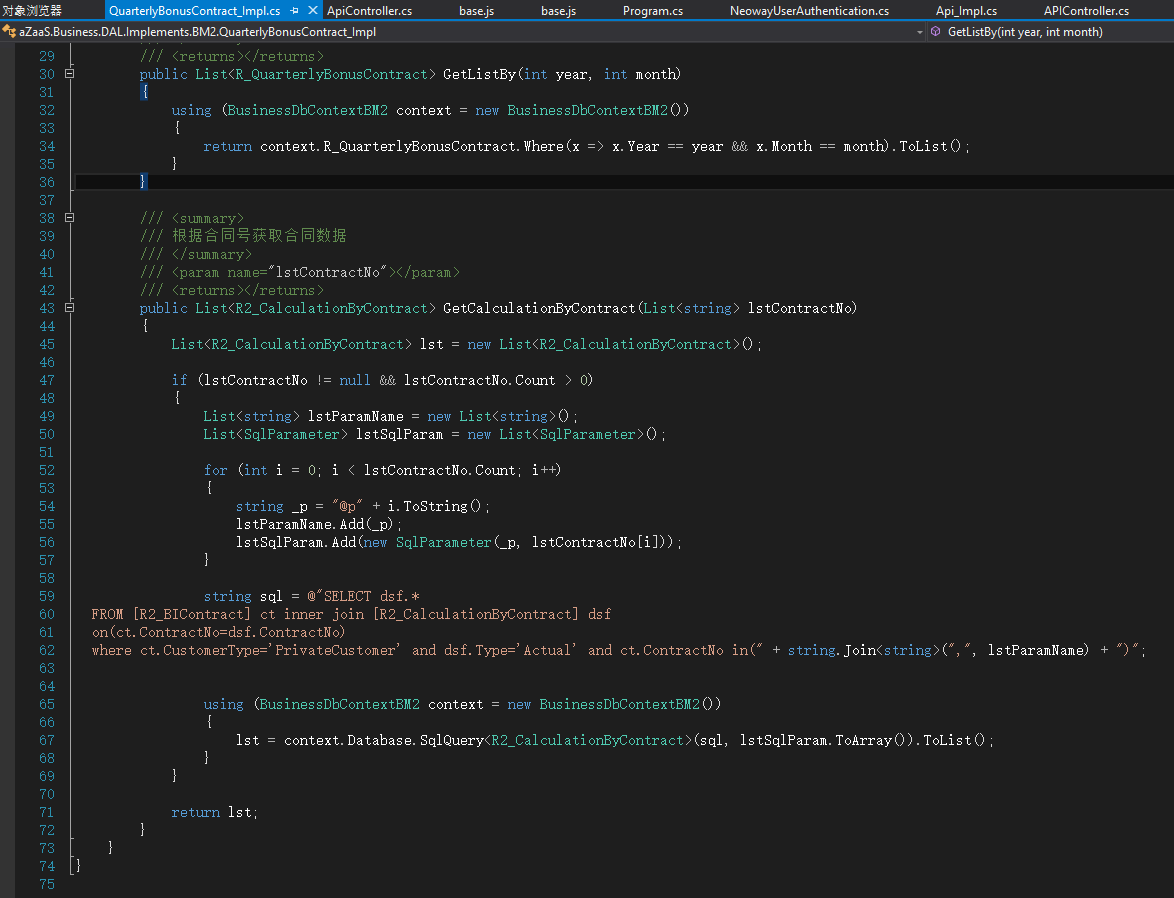 对象浏览器 QuarterlyBonusContract_Impl.cs ApiController.cs base.js base.js Program.cs NeowayUserAuthentication.cs Api_Impl.cs APIController.cs
aZaaS.Business.DAL.Implements.BM2.QuarterlyBonusContract_Impl GetListBy(int year, int month)
29 /// <returns></returns>
30 public List<R_QuarterlyBonusContract> GetListBy(int year, int month)
31 {
32 using (BusinessDbContextBM2 context = new BusinessDbContextBM2())
33 {
34 return context.R_QuarterlyBonusContract.Where(x => x.Year == year && x.Month == month).ToList();
35 }
36 }
37
38 /// <summary>
39 /// 根据合同号获取合同数据
40 /// </summary>
41 /// <param name="lstContractNo"></param>
42 /// <returns></returns>
43 public List<R2_CalculationByContract> GetCalculationByContract(List<string> lstContractNo)
44 {
45 List<R2_CalculationByContract> lst = new List<R2_CalculationByContract>();
46
47 if (lstContractNo != null && lstContractNo.Count > 0)
48 {
49 List<string> lstParamName = new List<string>();
50 List<SqlParameter> lstSqlParam = new List<SqlParameter>();
51
52 for (int i = 0; i < lstContractNo.Count; i++)
53 {
54 string _p = "@p" + i.ToString();
55 lstParamName.Add(_p);
56 lstSqlParam.Add(new SqlParameter(_p, lstContractNo[i]));
57 }
58
59 string sql = @"SELECT dsf.*
60 FROM [R2_BIContract] ct inner join [R2_CalculationByContract] dsf
61 on(ct.ContractNo=dsf.ContractNo)
62 where ct.CustomerType='PrivateCustomer' and dsf.Type='Actual' and ct.ContractNo in(" + string.Join<string>(",", lstParamName) + ")";
63
64
65 using (BusinessDbContextBM2 context = new BusinessDbContextBM2())
66 {
67 lst = context.Database.SqlQuery<R2_CalculationByContract>(sql, lstSqlParam.ToArray()).ToList();
68 }
69 }
70
71 return lst;
72 }
73 }
74 }
75